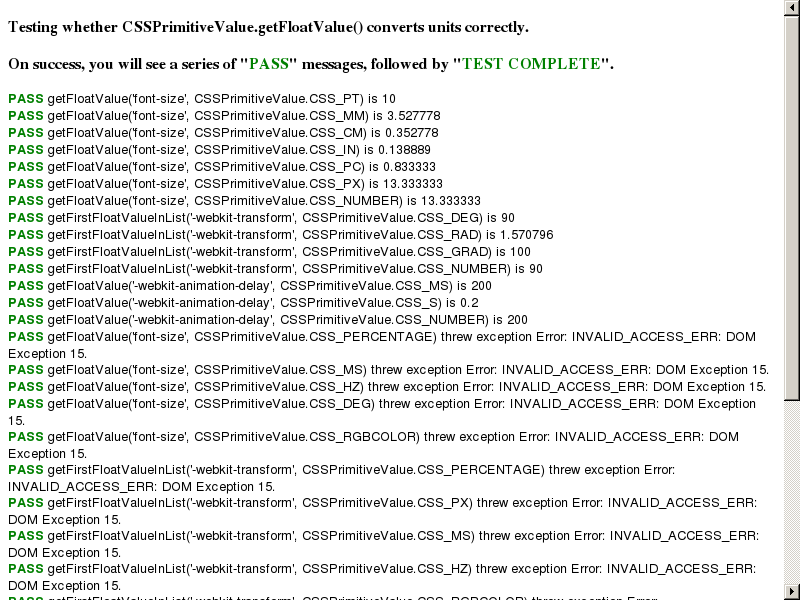 Testing whether CSSPrimitiveValue.getFloatValue() converts units correctly.
On success, you will see a series of "PASS" messages, followed by "TEST COMPLETE".
PASS getFloatValue('font-size', CSSPrimitiveValue.CSS_PT) is 10
PASS getFloatValue('font-size', CSSPrimitiveValue.CSS_MM) is 3.527778
PASS getFloatValue('font-size', CSSPrimitiveValue.CSS_CM) is 0.352778
PASS getFloatValue('font-size', CSSPrimitiveValue.CSS_IN) is 0.138889
PASS getFloatValue('font-size', CSSPrimitiveValue.CSS_PC) is 0.833333
PASS getFloatValue('font-size', CSSPrimitiveValue.CSS_PX) is 13.333333
PASS getFloatValue('font-size', CSSPrimitiveValue.CSS_NUMBER) is 13.333333
PASS getFirstFloatValueInList('-webkit-transform', CSSPrimitiveValue.CSS_DEG) is 90
PASS getFirstFloatValueInList('-webkit-transform', CSSPrimitiveValue.CSS_RAD) is 1.570796
PASS getFirstFloatValueInList('-webkit-transform', CSSPrimitiveValue.CSS_GRAD) is 100
PASS getFirstFloatValueInList('-webkit-transform', CSSPrimitiveValue.CSS_NUMBER) is 90
PASS getFloatValue('-webkit-animation-delay', CSSPrimitiveValue.CSS_MS) is 200
PASS getFloatValue('-webkit-animation-delay', CSSPrimitiveValue.CSS_S) is 0.2
PASS getFloatValue('-webkit-animation-delay', CSSPrimitiveValue.CSS_NUMBER) is 200
PASS getFloatValue('font-size', CSSPrimitiveValue.CSS_PERCENTAGE) threw exception Error: INVALID_ACCESS_ERR: DOM
Exception 15.
PASS getFloatValue('font-size', CSSPrimitiveValue.CSS_MS) threw exception Error: INVALID_ACCESS_ERR: DOM Exception 15.
PASS getFloatValue('font-size', CSSPrimitiveValue.CSS_HZ) threw exception Error: INVALID_ACCESS_ERR: DOM Exception 15.
PASS getFloatValue('font-size', CSSPrimitiveValue.CSS_DEG) threw exception Error: INVALID_ACCESS_ERR: DOM Exception
15.
PASS getFloatValue('font-size', CSSPrimitiveValue.CSS_RGBCOLOR) threw exception Error: INVALID_ACCESS_ERR: DOM
Exception 15.
PASS getFirstFloatValueInList('-webkit-transform', CSSPrimitiveValue.CSS_PERCENTAGE) threw exception Error:
INVALID_ACCESS_ERR: DOM Exception 15.
PASS getFirstFloatValueInList('-webkit-transform', CSSPrimitiveValue.CSS_PX) threw exception Error: INVALID_ACCESS_ERR:
DOM Exception 15.
PASS getFirstFloatValueInList('-webkit-transform', CSSPrimitiveValue.CSS_MS) threw exception Error: INVALID_ACCESS_ERR:
DOM Exception 15.
PASS getFirstFloatValueInList('-webkit-transform', CSSPrimitiveValue.CSS_HZ) threw exception Error: INVALID_ACCESS_ERR:
DOM Exception 15.
PASS getFirstFloatValueInList('-webkit-transform', CSSPrimitiveValue.CSS_RGBCOLOR) threw exception Error: